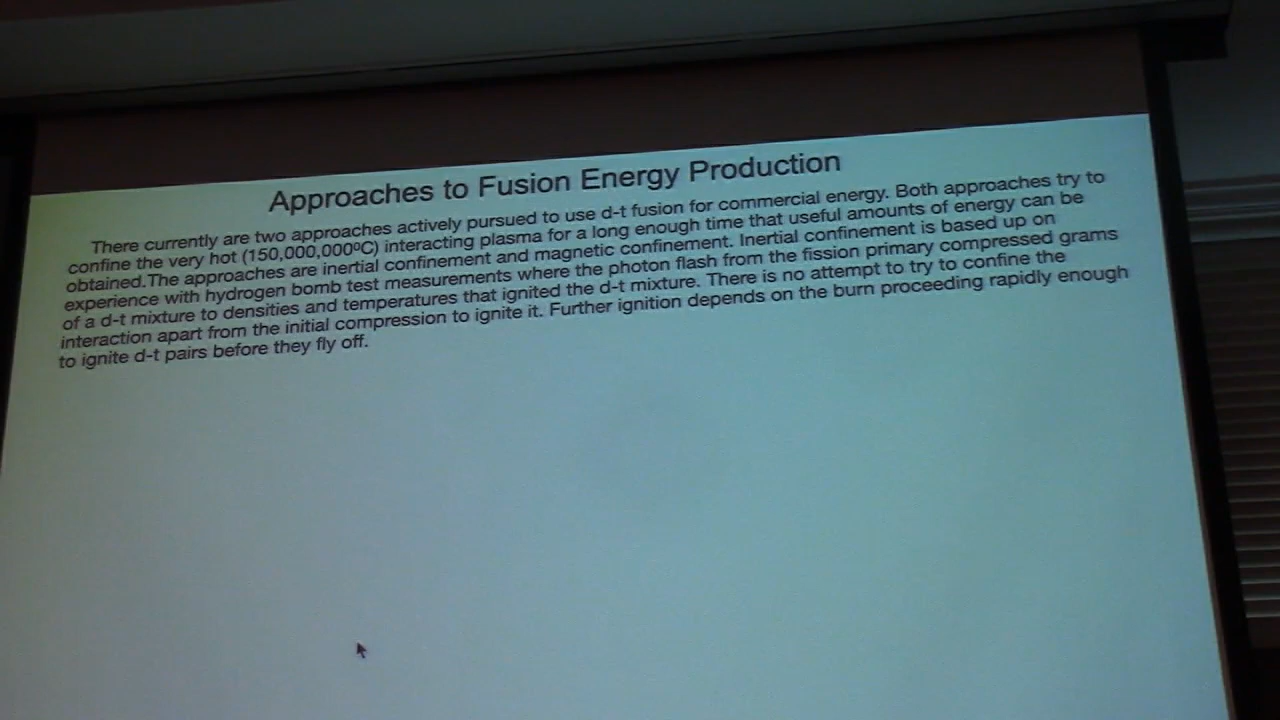 Approaches to Fusion Energy Production
There currently are two approaches actively pursued to use d-t fusion for commercial energy. Both approaches try to
confine the very hot (150,000,000ºC) interacting plasma for a long enough time that useful amounts of energy can be
obtained.The approaches are inertial confinement and magnetic confinement. Inertial confinement is based up on
experience with hydrogen bomb test measurements where the photon flash from the fission primary compressed grams
of a d-t mixture to densities and temperatures that ignited the d-t mixture. There is no attempt to try to confine the
interaction apart from the initial compression to ignite it. Further ignition depends on the burn proceeding rapidly enough
to ignite d-t pairs before they fly off.